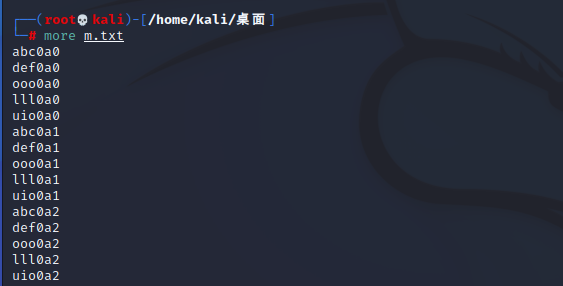 ┌──(root💀kali)-[/home/kali/桌面]
└─# more m.txt
abc0a0
def0a0
ooo0a0
lll0a0
uio0a0
abc0a1
def0a1
ooo0a1
lll0a1
uio0a1
abc0a2
def0a2
ooo0a2
lll0a2
uio0a2